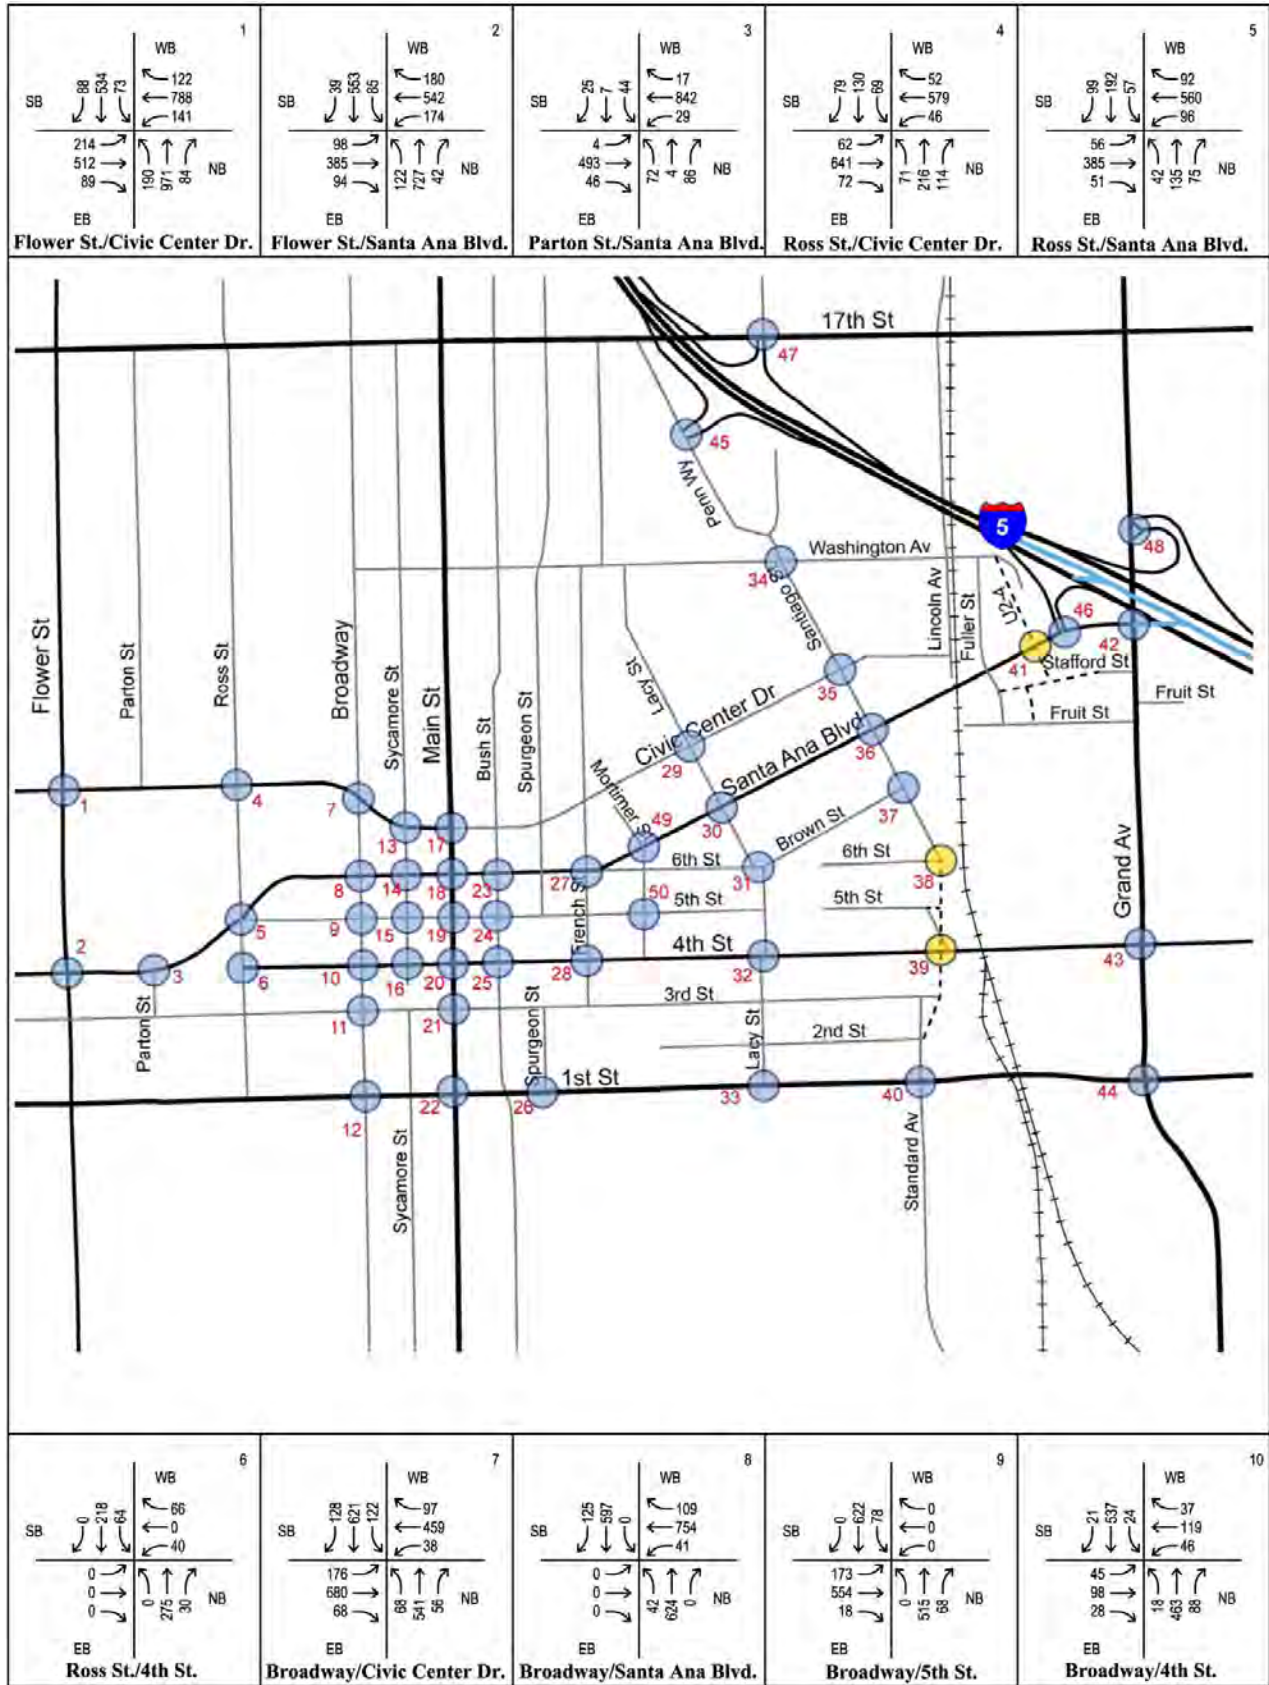 1
WB
SB
88 534 73
122
788
141
214
512
89
190 971 84
NB
EB
Flower St./Civic Center Dr.
2
WB
SB
39 553 85
180
542
174
98
385
94
122 727 42
NB
EB
Flower St./Santa Ana Blvd.
3
WB
SB
25 7 44
17
842
29
4
493
46
72 4 86
NB
EB
Parton St./Santa Ana Blvd.
4
WB
SB
79 130 69
52
579
46
62
641
72
71 216 114
NB
EB
Ross St./Civic Center Dr.
5
WB
SB
99 192 57
92
560
96
56
385
51
42 135 75
NB
EB
Ross St./Santa Ana Blvd.
17th St
47
45
Penn Wy
5
48
Washington Av
34
Santiago St
Lincoln Av
Fuller St
U2-4
46
42
41
Stafford St
Fruit St
Fruit St
Flower St
Parton St
Ross St
Broadway
Sycamore St
Main St
Bush St
Spurgeon St
Lacy St
35
Civic Center Dr
Santa Ana Blvd
36
29
Mortimer St
49
30
Brown St
37
1
4
7
13
17
6th St
6th St
38
8
14
18
23
27
31
50
5th St
5th St
French St
5
9
15
19
24
2
3
6
10
16
20
25
28
4th St
32
39
43
Grand Av
Parton St
11
21
3rd St
2nd St
Spurgeon St
Lacy St
1st St
12
22
26
33
40
44
Sycamore St
Standard Av
6
WB
SB
0 218 64
66
0
40
0
0
0
0 275 30
NB
EB
Ross St./4th St.
7
WB
SB
128 621 122
97
459
38
176
680
68
68 541 56
NB
EB
Broadway/Civic Center Dr.
8
WB
SB
125 597 0
109
754
41
0
0
0
42 624 0
NB
EB
Broadway/Santa Ana Blvd.
9
WB
SB
0 622 78
0
0
0
173
554
18
0 515 68
NB
EB
Broadway/5th St.
10
WB
SB
21 537 24
37
119
46
45
98
28
18 463 88
NB
EB
Broadway/4th St.